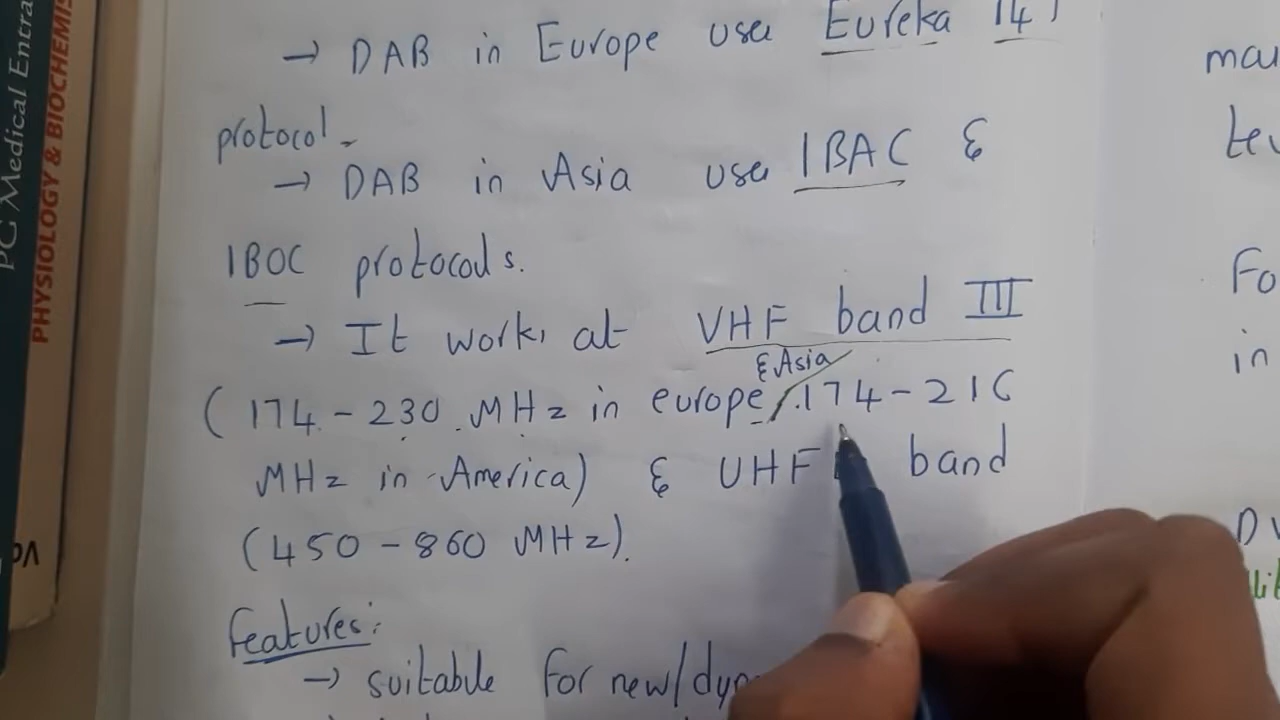 PG Medical Entra
PHYSIOLOGY & BIOCHEMIS
→ DAB in Europe use Eureka 14
protocol.
→ DAB in Asia use IBAC &
IBOC protocols.
→ It works at VHF band III
& Asia
(174-230 MHz in europe/174-216
MHz in America) & UHF band
(450-860 MHz).
Features:
→ suitable for new/dyn
Fo
in